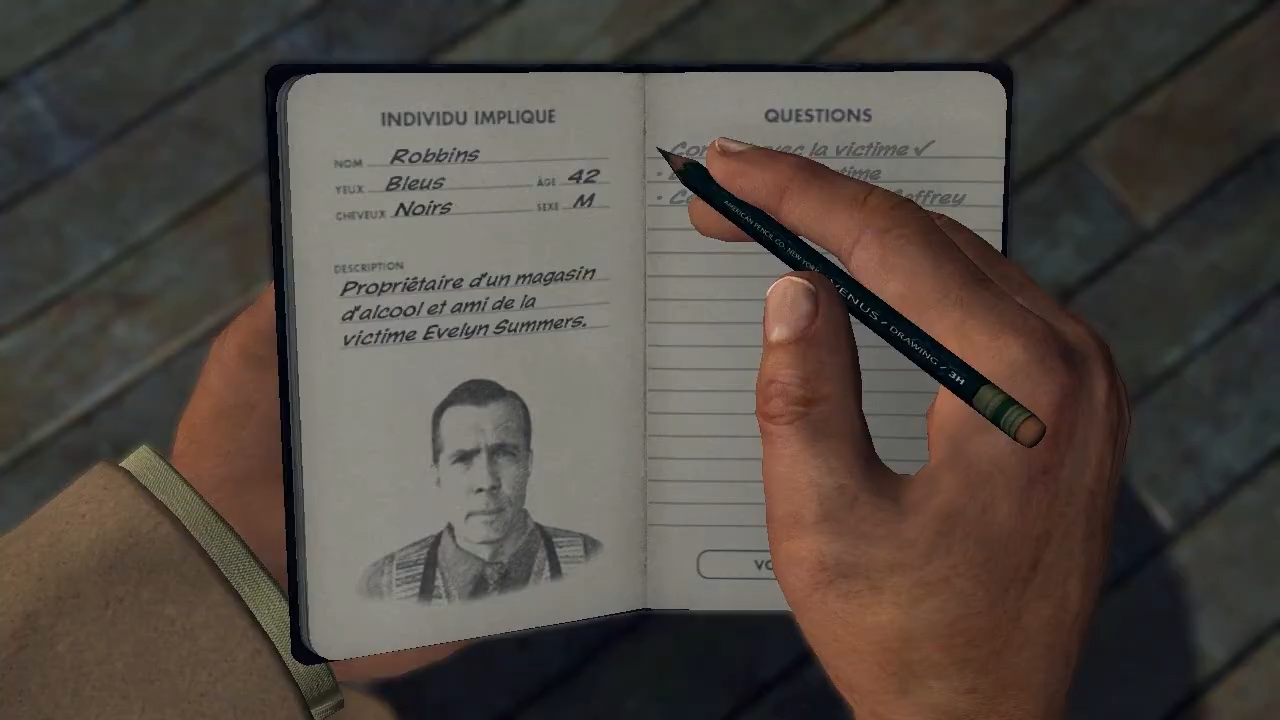 INDIVIDU IMPLIQUE
NOM Robbins
YEUX Bleus ÂGE 42
CHEVEUX Noirs SEXE M
DESCRIPTION
Propriétaire d'un magasin
d'alcool et ami de la
victime Evelyn Summers.
QUESTIONS
la victime ✓
AMERICAN PENCIL CO. NEW YORK VENUS / DRAWING / 3H